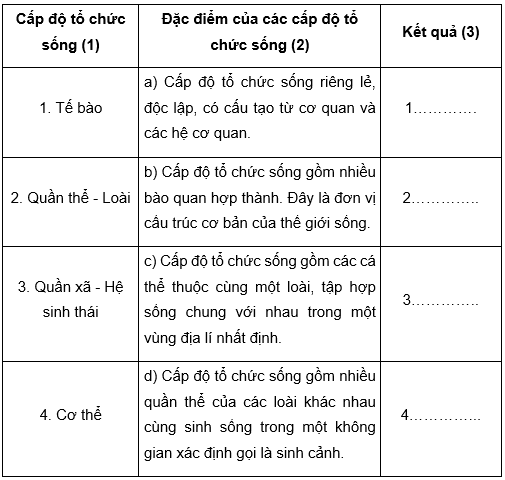 Cấp độ tổ chức
sống (1)
Đặc điểm của các cấp độ tổ
chức sống (2)
Kết quả (3)
1. Tế bào
a) Cấp độ tổ chức sống riêng lẻ,
độc lập, có cấu tạo từ cơ quan và
các hệ cơ quan.
1………….
2. Quần thể - Loài
b) Cấp độ tổ chức sống gồm nhiều
bào quan hợp thành. Đây là đơn vị
cấu trúc cơ bản của thế giới sống.
2…………..
3. Quần xã - Hệ
sinh thái
c) Cấp độ tổ chức sống gồm các cá
thể thuộc cùng một loài, tập hợp
sống chung với nhau trong một
vùng địa lí nhất định.
3…………..
4. Cơ thể
d) Cấp độ tổ chức sống gồm nhiều
quần thể của các loài khác nhau
cùng sinh sống trong một không
gian xác định gọi là sinh cảnh.
4…………...